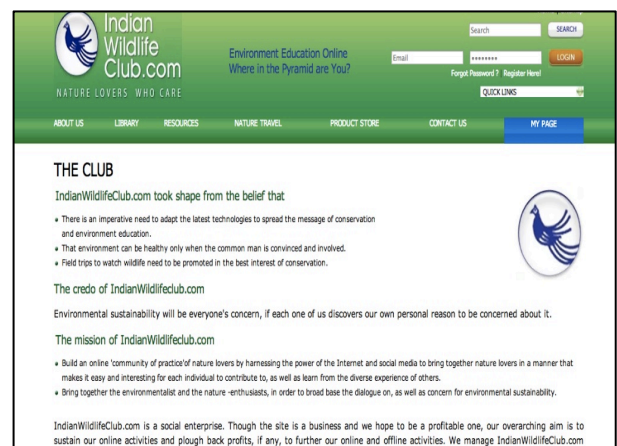 Indian
Wildlife
Club.com
NATURE LOVERS WHO CARE
Environment Education Online
Where in the Pyramid are You?
Search
SEARCH
Email
********
LOGIN
Forgot Password ? Register Here!
QUICK LINKS
ABOUT US LIBRARY RESOURCES NATURE TRAVEL PRODUCT STORE CONTACT US MY PAGE
THE CLUB
IndianWildlifeClub.com took shape from the belief that
• There is an imperative need to adapt the latest technologies to spread the message of conservation
and environment education.
• That environment can be healthy only when the common man is convinced and involved.
• Field trips to watch wildlife need to be promoted in the best interest of conservation.
The credo of IndianWildlifeclub.com
Environmental sustainability will be everyone's concern, if each one of us discovers our own personal reason to be concerned about it.
The mission of IndianWildlifeclub.com
• Build an online 'community of practice'of nature lovers by harnessing the power of the Internet and social media to bring together nature lovers in a manner that
makes it easy and interesting for each individual to contribute to, as well as learn from the diverse experience of others.
• Bring together the environmentalist and the nature -enthusiasts, in order to broad base the dialogue on, as well as concern for environmental sustainability.
IndianWildlifeClub.com is a social enterprise. Though the site is a business and we hope to be a profitable one, our overarching aim is to
sustain our online activities and plough back profits, if any, to further our online and offline activities. We manage IndianWildlifeClub.com